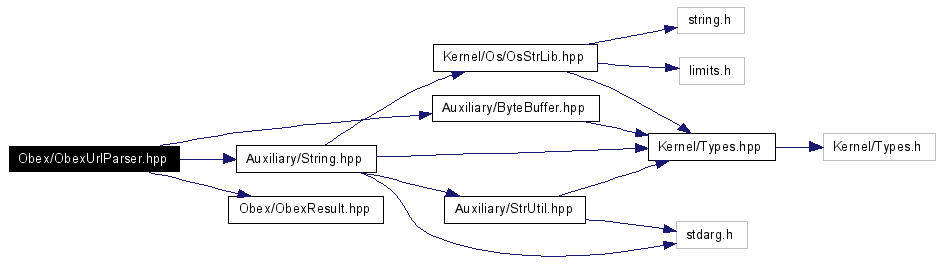 string.h
Kernel/Os/OsStrLib.hpp
limits.h
Auxiliary/ByteBuffer.hpp
Kernel/Types.hpp
Kernel/Types.h
Obex/ObexUrlParser.hpp
Auxiliary/String.hpp
Obex/ObexResult.hpp
Auxiliary/StrUtil.hpp
stdarg.h